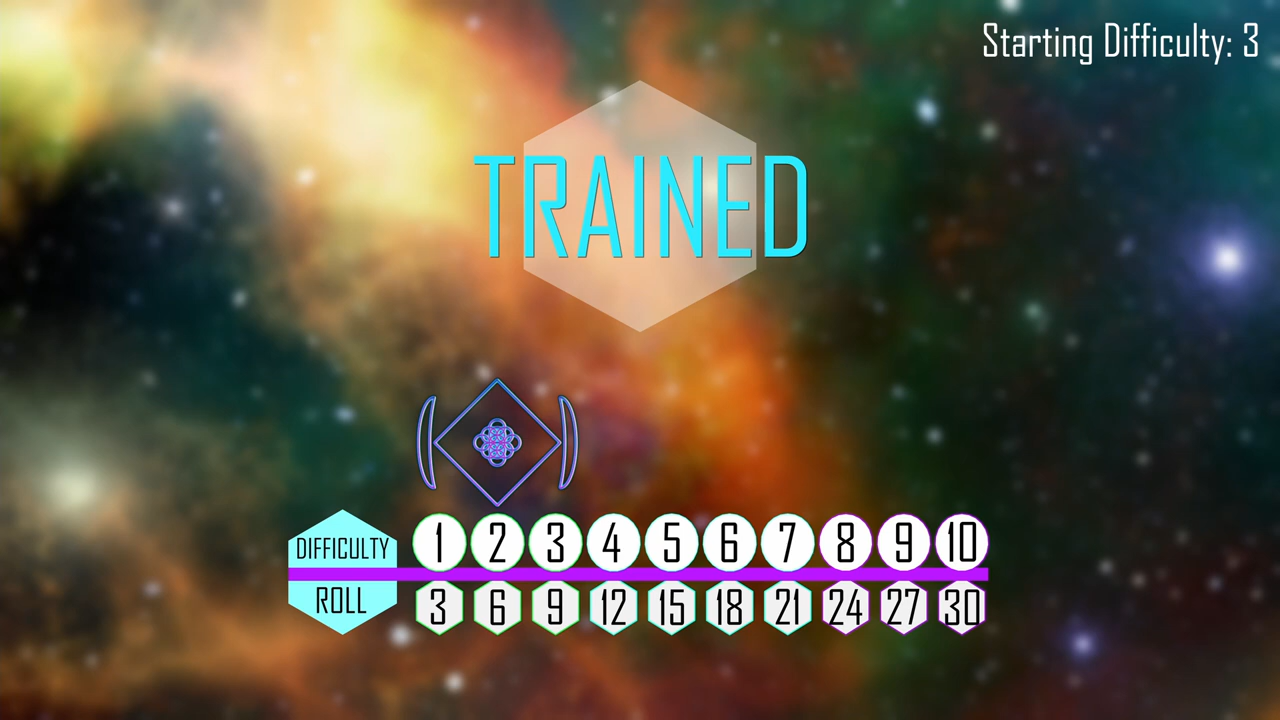 Starting Difficulty: 3
TRAINED
DIFFICULTY 1 2 3 4 5 6 7 8 9 10
ROLL 3 6 9 12 15 18 21 24 27 30